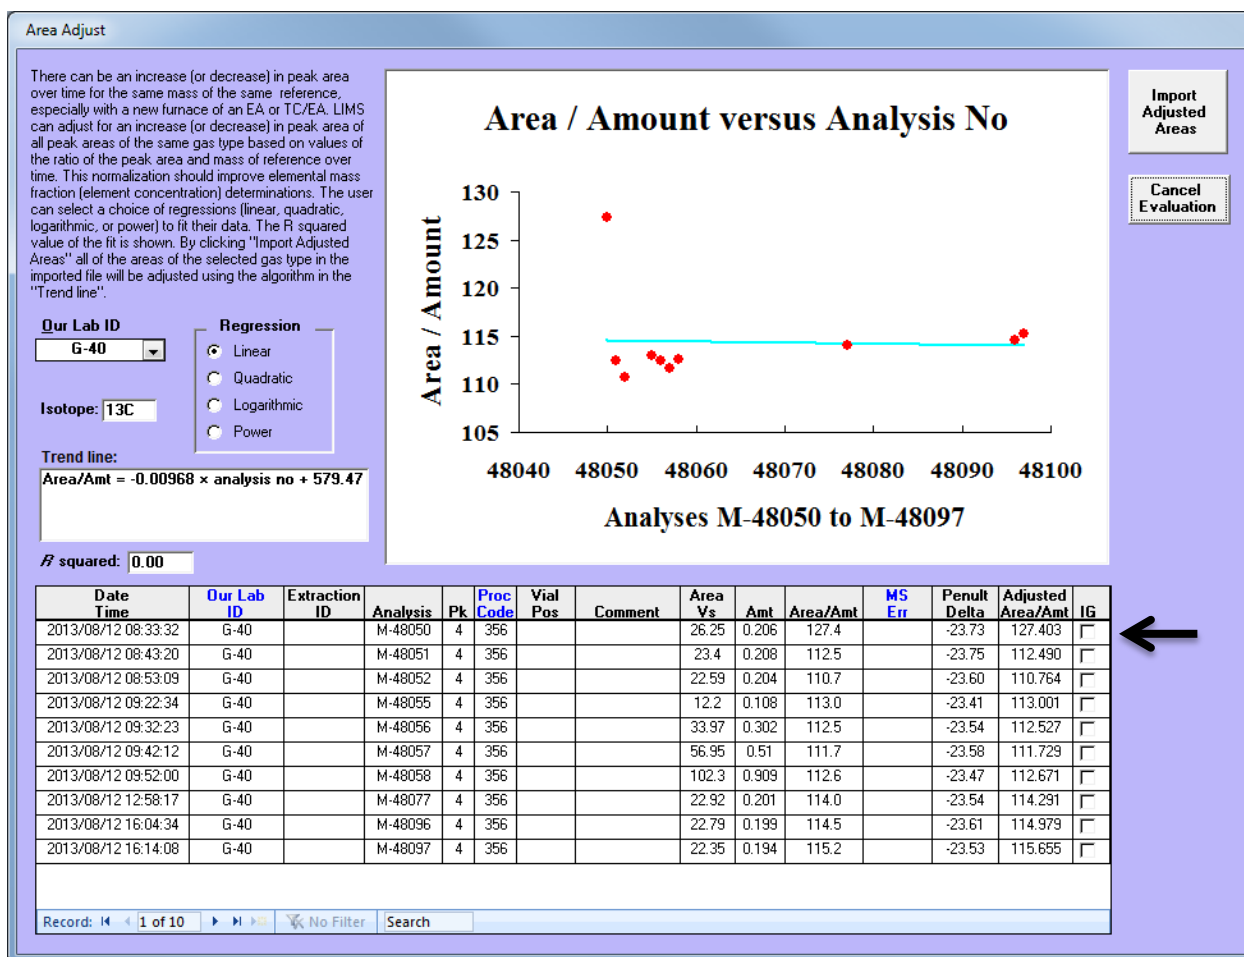 Area Adjust
There can be an increase (or decrease) in peak area
over time for the same mass of the same reference,
especially with a new furnace of an EA or TC/EA. LIMS
can adjust for an increase (or decrease) in peak area of
all peak areas of the same gas type based on values of
the ratio of the peak area and mass of reference over
time. This normalization should improve elemental mass
fraction (element concentration) determinations. The user
can select a choice of regressions (linear, quadratic,
logarithmic, or power) to fit their data. The R squared
value of the fit is shown. By clicking "Import Adjusted
Areas" all of the areas of the selected gas type in the
imported file will be adjusted using the algorithm in the
"Trend line".
Our Lab ID
G-40
Regression
Linear
Quadratic
Logarithmic
Power
Isotope: 13C
Trend line:
Area/Amt = -0.00968 × analysis no + 579.47
R squared: 0.00
Area / Amount versus Analysis No
Area / Amount
130
125
120
115
110
105
48040 48050 48060 48070 48080 48090 48100
Analyses M-48050 to M-48097
Import
Adjusted
Areas
Cancel
Evaluation
Date Our Lab Extraction Proc Vial Area MS Penult Adjusted
Time ID ID Analysis Pk Code Pos Comment Vs Amt Area/Amt Err Delta Area/Amt IG
2013/08/12 08:33:32 G-40 M-48050 4 356 26.25 0.206 127.4 -23.73 127.403
2013/08/12 08:43:20 G-40 M-48051 4 356 23.4 0.208 112.5 -23.75 112.490
2013/08/12 08:53:09 G-40 M-48052 4 356 22.59 0.204 110.7 -23.60 110.764
2013/08/12 09:22:34 G-40 M-48055 4 356 12.2 0.108 113.0 -23.41 113.001
2013/08/12 09:32:23 G-40 M-48056 4 356 33.97 0.302 112.5 -23.54 112.527
2013/08/12 09:42:12 G-40 M-48057 4 356 56.95 0.51 111.7 -23.58 111.729
2013/08/12 09:52:00 G-40 M-48058 4 356 102.3 0.909 112.6 -23.47 112.671
2013/08/12 12:58:17 G-40 M-48077 4 356 22.92 0.201 114.0 -23.54 114.291
2013/08/12 16:04:34 G-40 M-48096 4 356 22.79 0.199 114.5 -23.61 114.979
2013/08/12 16:14:08 G-40 M-48097 4 356 22.35 0.194 115.2 -23.53 115.655
Record: 1 of 10 No Filter Search